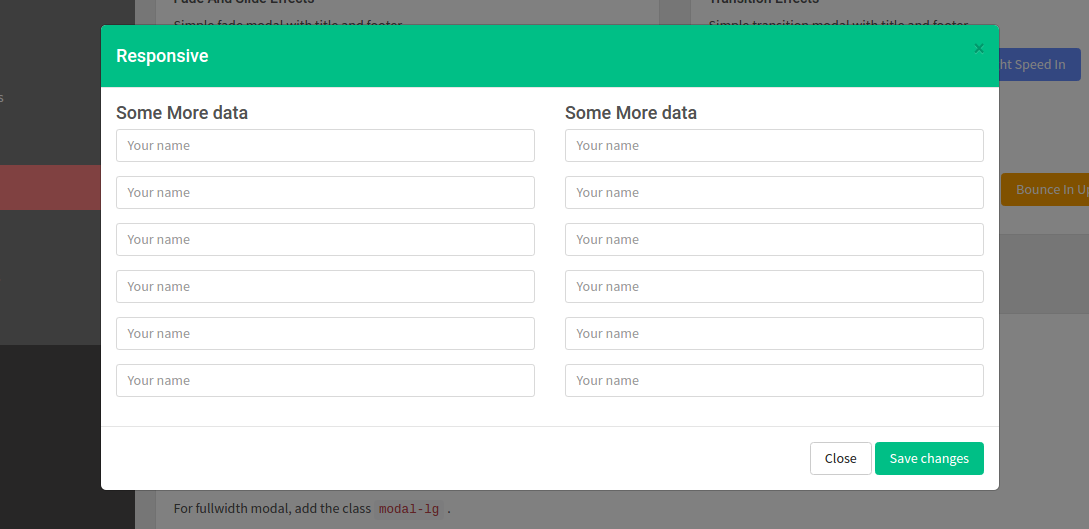 Fade And Slide Effects
Transition Effects
Simple fade modal with title and footer
Simple transition modal with title and footer
Responsive
×
ht Speed In
s
Some More data
Some More data
Your name
Your name
Your name
Your name
Bounce In Up
Your name
Your name
Your name
Your name
Your name
Your name
Your name
Your name
Close
Save changes
For fullwidth modal, add the class modal-lg .